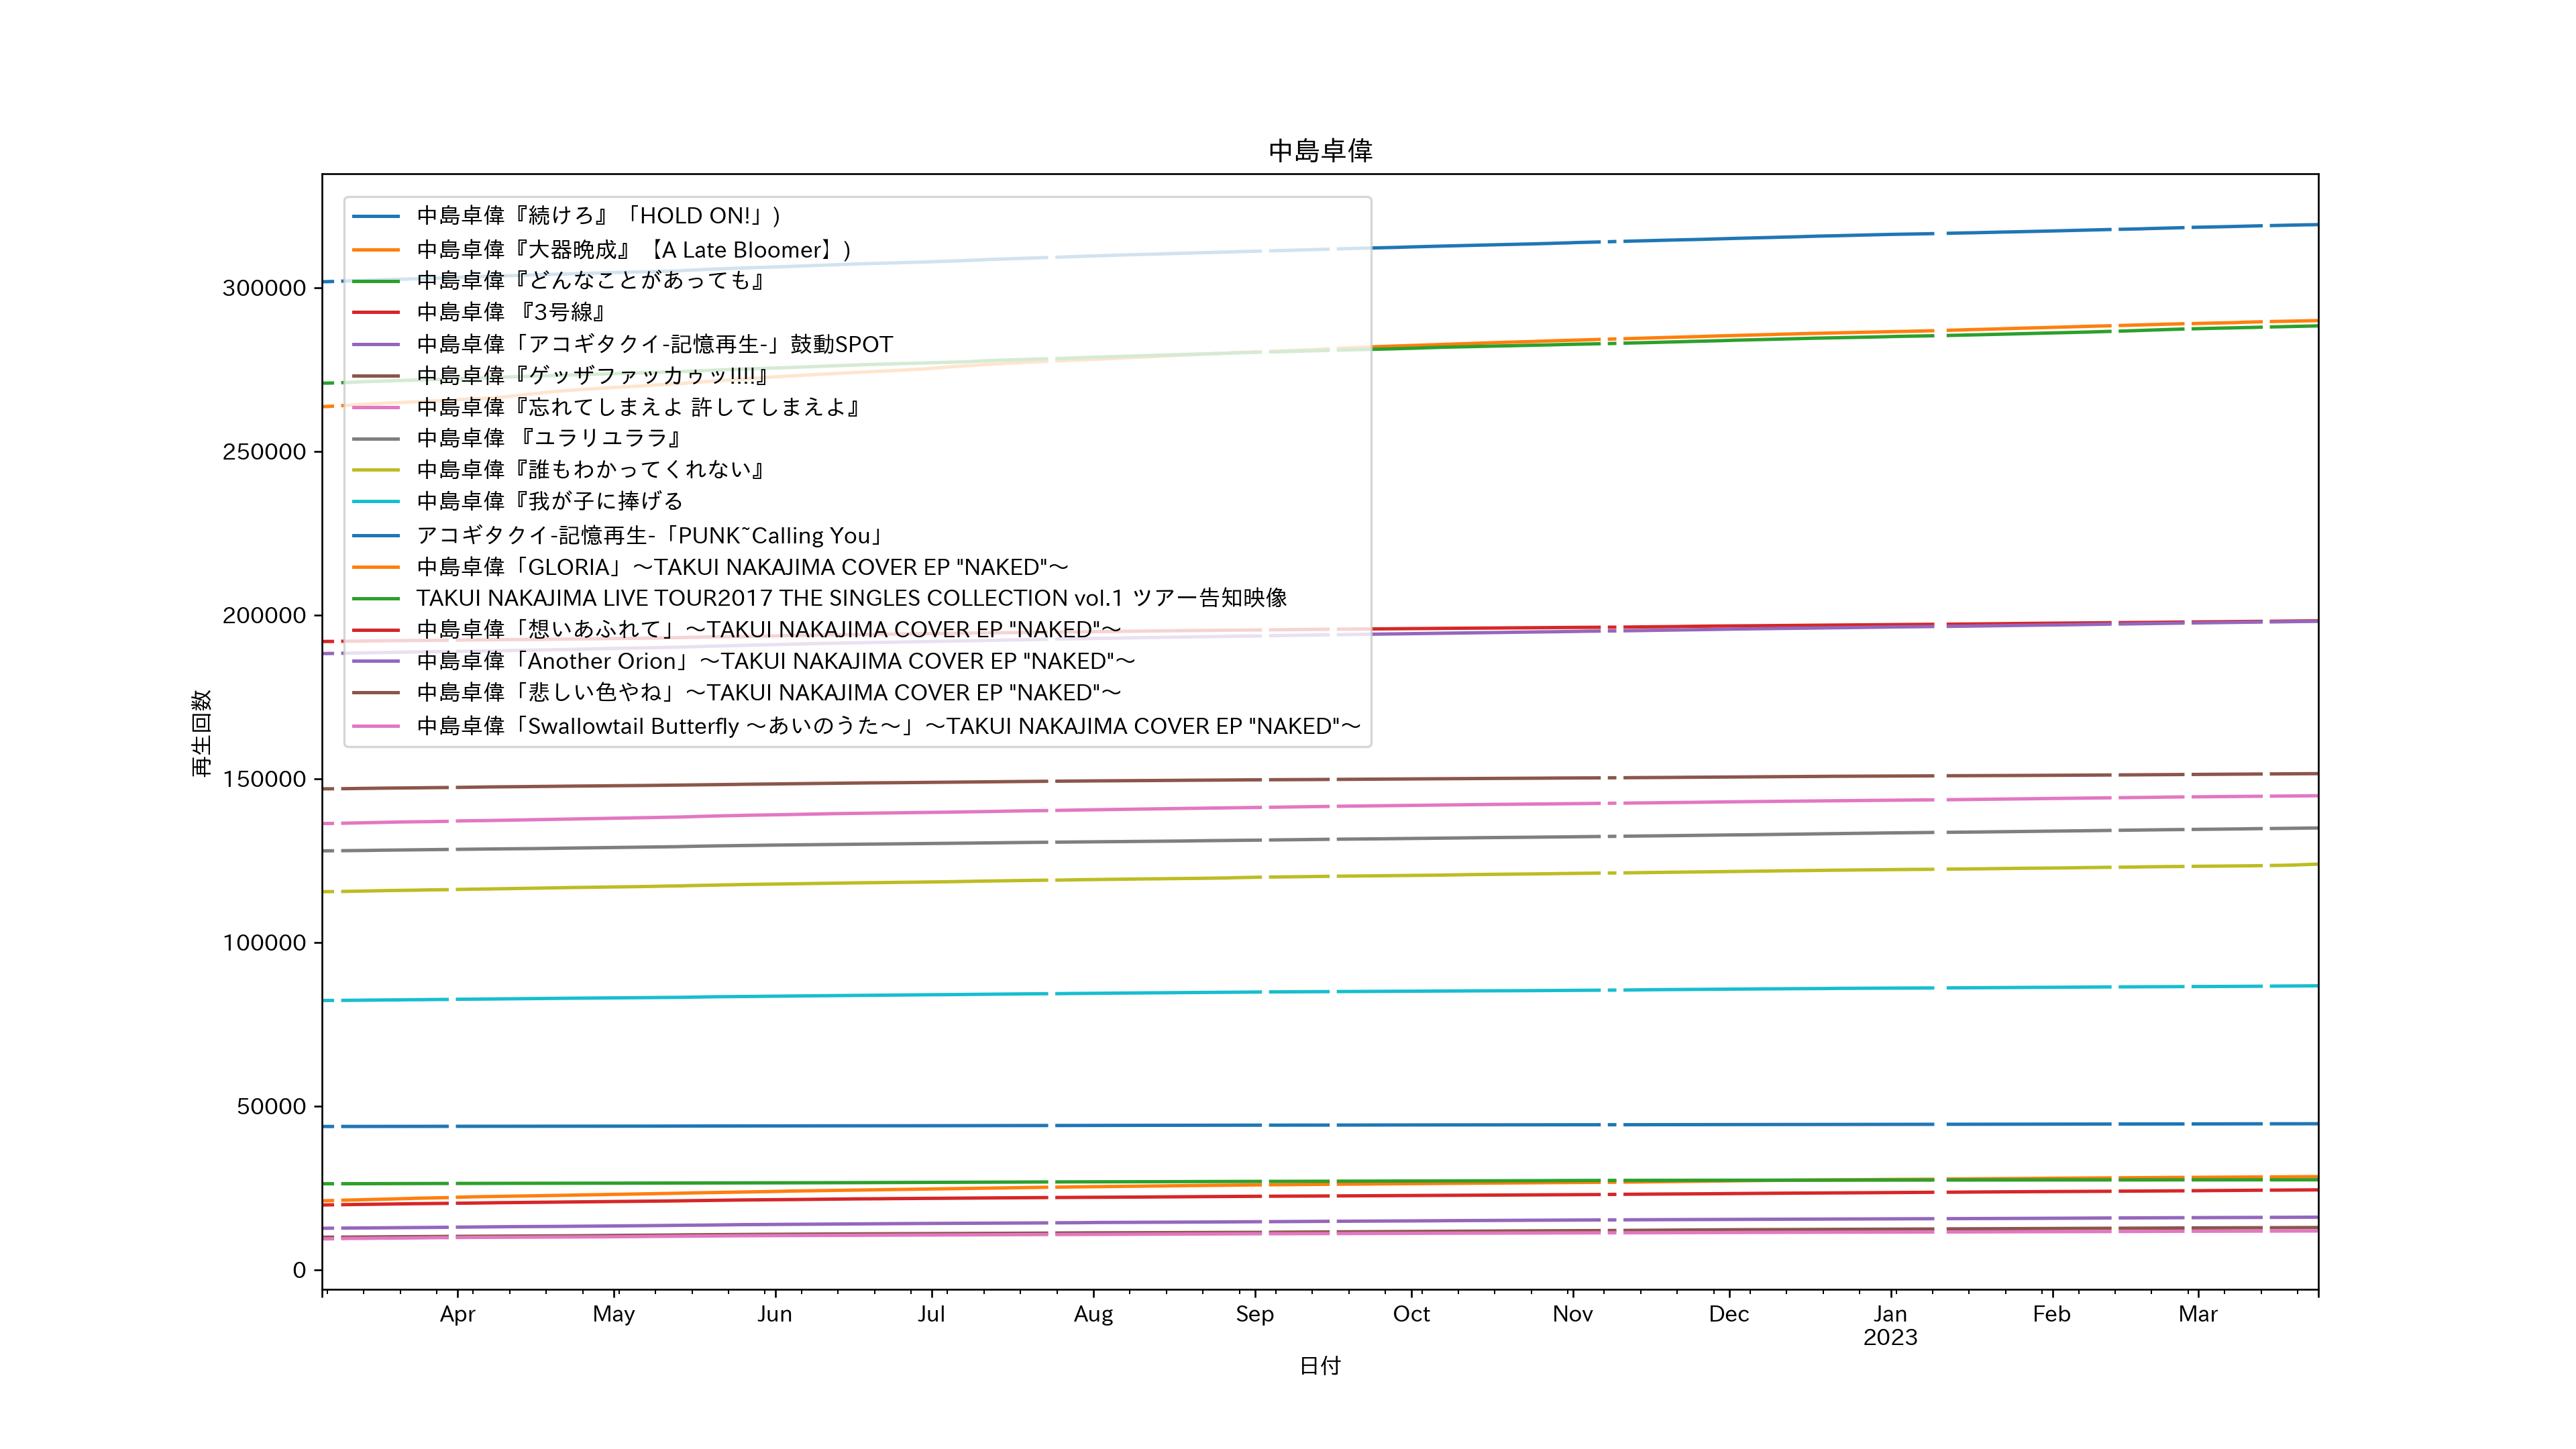 中島卓偉
中島卓偉『続けろ』「HOLD ON!」)
中島卓偉『大器晩成』【A Late Bloomer】)
中島卓偉『どんなことがあっても』
中島卓偉 『3号線』
中島卓偉「アコギタクイ-記憶再生-」鼓動SPOT
中島卓偉『ゲッザファッカゥッ!!!!』
中島卓偉『忘れてしまえよ 許してしまえよ』
中島卓偉 『ユラリユララ』
中島卓偉『誰もわかってくれない』
中島卓偉『我が子に捧げる
アコギタクイ-記憶再生-「PUNK~Calling You」
中島卓偉「GLORIA」〜TAKUI NAKAJIMA COVER EP "NAKED"〜
TAKUI NAKAJIMA LIVE TOUR2017 THE SINGLES COLLECTION vol.1 ツアー告知映像
中島卓偉「想いあふれて」〜TAKUI NAKAJIMA COVER EP "NAKED"〜
中島卓偉「Another Orion」〜TAKUI NAKAJIMA COVER EP "NAKED"〜
中島卓偉「悲しい色やね」〜TAKUI NAKAJIMA COVER EP "NAKED"〜
中島卓偉「Swallowtail Butterfly 〜あいのうた〜」〜TAKUI NAKAJIMA COVER EP "NAKED"〜
再生回数
300000
250000
200000
150000
100000
50000
0
Apr May Jun Jul Aug Sep Oct Nov Dec Jan Feb Mar
2023
日付